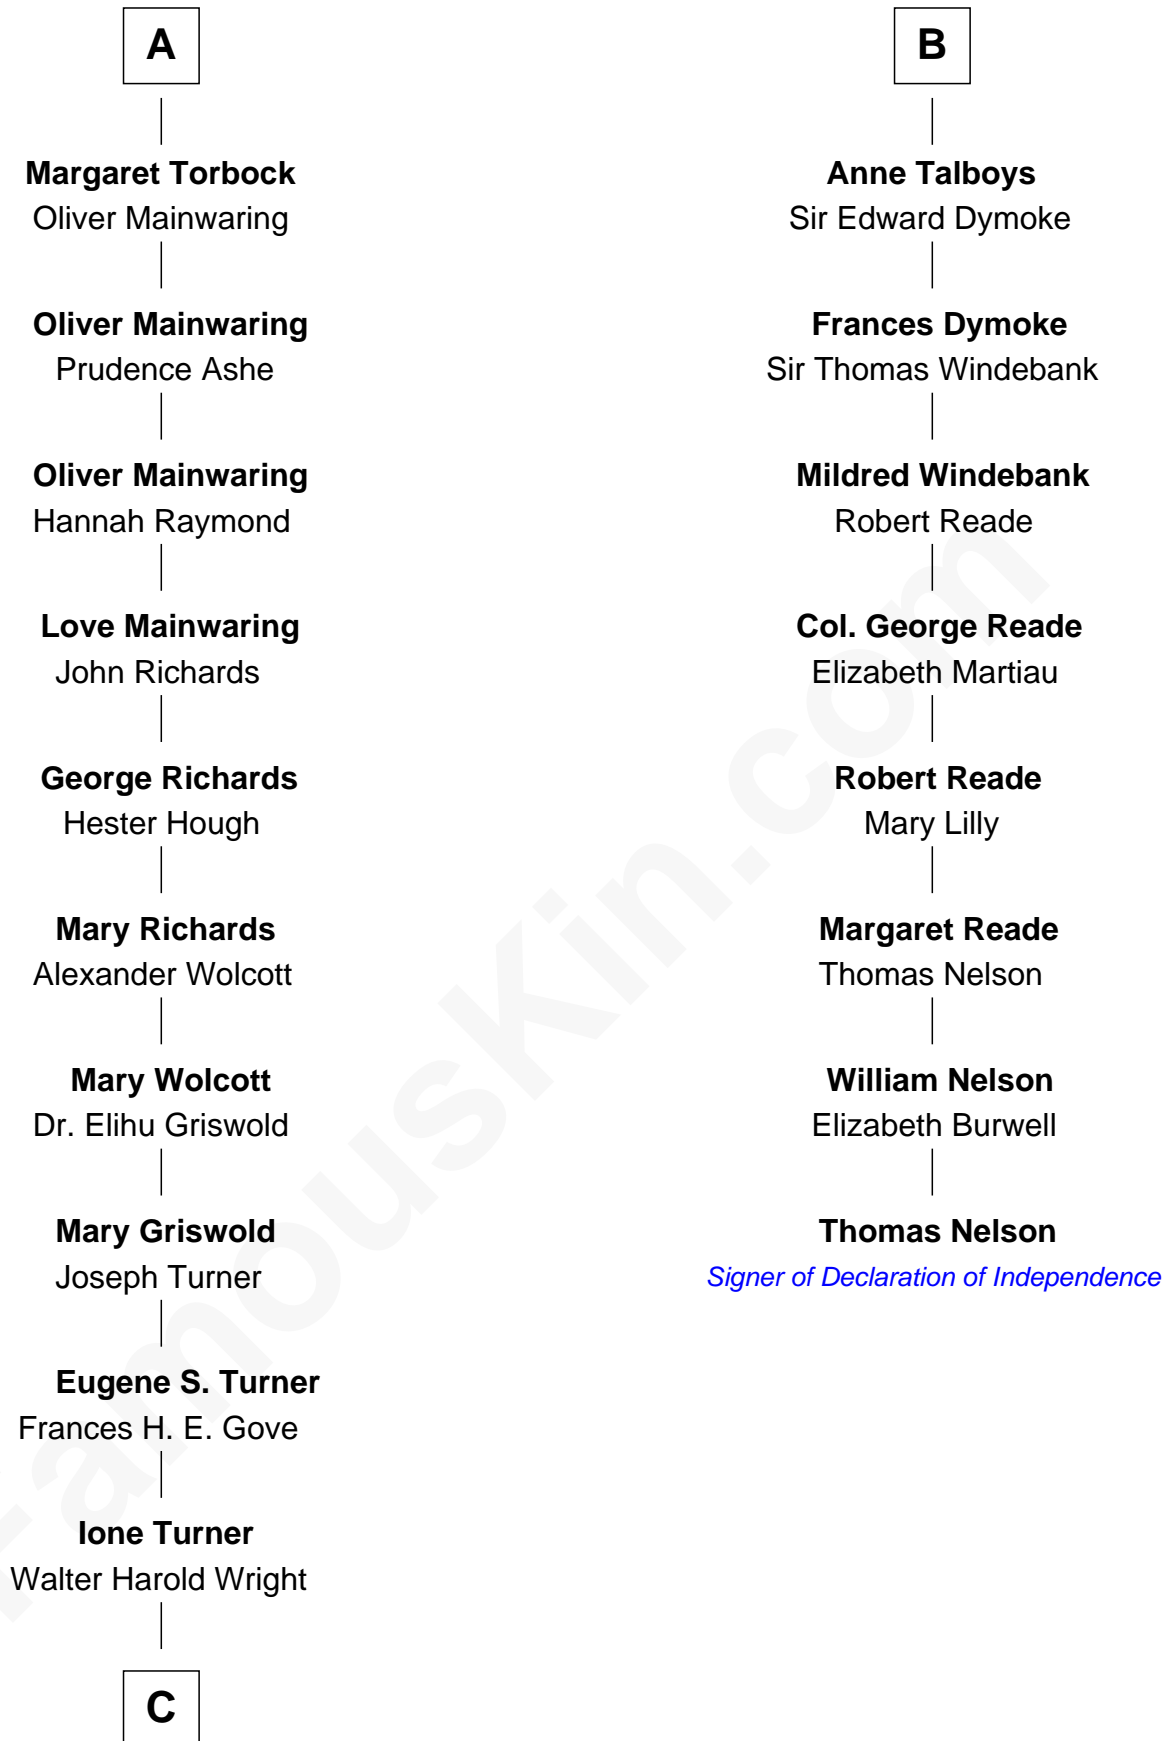 A
Margaret Torbock
Oliver Mainwaring
Oliver Mainwaring
Prudence Ashe
Oliver Mainwaring
Hannah Raymond
Love Mainwaring
John Richards
George Richards
Hester Hough
Mary Richards
Alexander Wolcott
Mary Wolcott
Dr. Elihu Griswold
Mary Griswold
Joseph Turner
Eugene S. Turner
Frances H. E. Gove
Ione Turner
Walter Harold Wright
C
B
Anne Talboys
Sir Edward Dymoke
Frances Dymoke
Sir Thomas Windebank
Mildred Windebank
Robert Reade
Col. George Reade
Elizabeth Martiau
Robert Reade
Mary Lilly
Margaret Reade
Thomas Nelson
William Nelson
Elizabeth Burwell
Thomas Nelson
Signer of Declaration of Independence
FamousKin.com